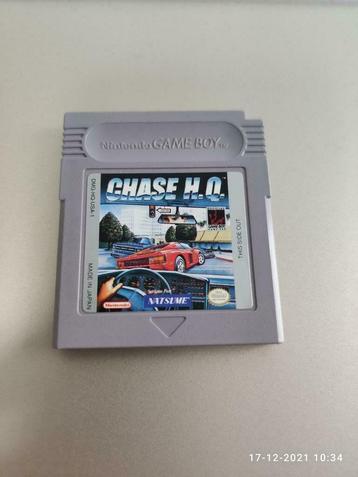 Nintendo GAME BOY TM
CHASE H.Q.
DMG-HQ-USA-1
MADE IN JAPAN
THIS SIDE OUT
Nintendo
NATSUME
17-12-2021 10:34